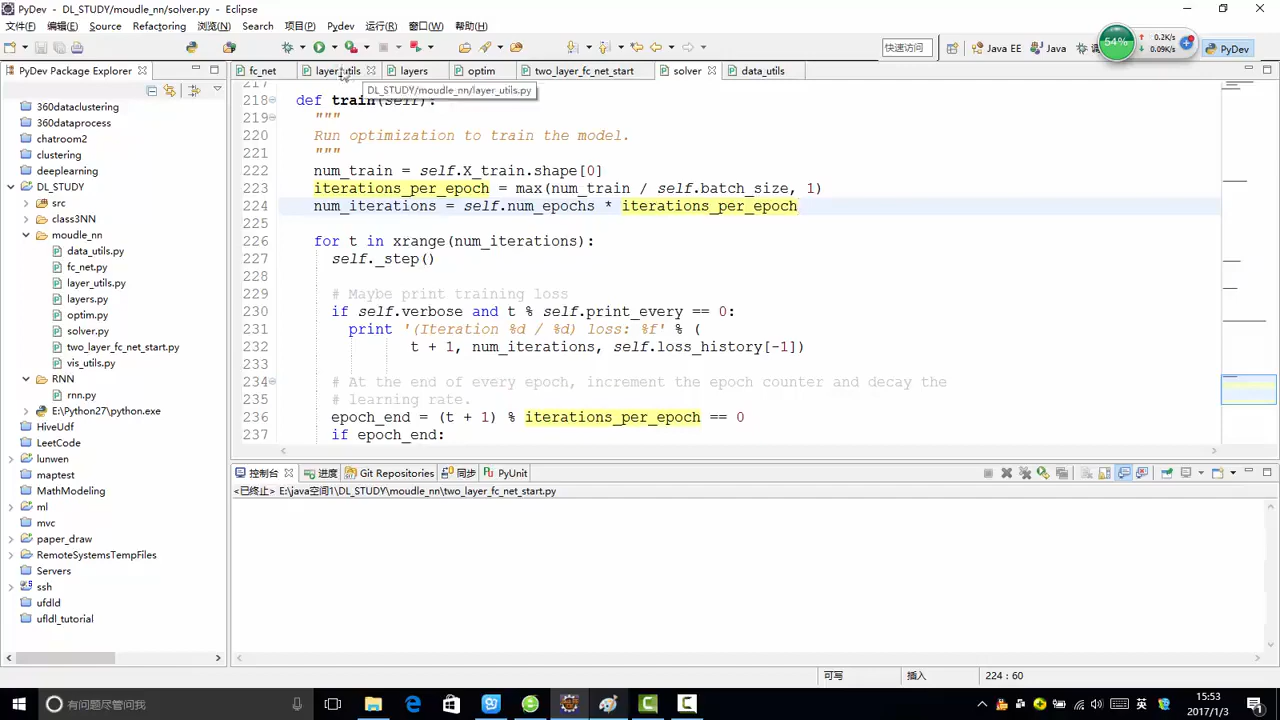 PyDev - DL_STUDY/moudle_nn/solver.py - Eclipse
文件(F) 编辑(E) Source Refactoring 浏览(N) Search 项目(P) Pydev 运行(R) 窗口(W) 帮助(H)
快速访问 Java EE Java PyDev
54% 0.2K/s
0.09K/s
PyDev Package Explorer
fc_net layer_utils layers optim two_layer_fc_net_start solver data_utils
DL_STUDY/moudle_nn/layer_utils.py
360dataclustering
360dataprocess
chatroom2
clustering
deeplearning
DL_STUDY
src
class3NN
moudle_nn
data_utils.py
fc_net.py
layer_utils.py
layers.py
optim.py
solver.py
two_layer_fc_net_start.py
vis_utils.py
RNN
rnn.py
E:\Python27\python.exe
HiveUdf
LeetCode
lunwen
maptest
MathModeling
ml
mvc
paper_draw
RemoteSystemsTempFiles
Servers
ssh
ufdld
ufldl_tutorial
217
218 def train(self):
219 """
220 Run optimization to train the model.
221 """
222 num_train = self.X_train.shape[0]
223 iterations_per_epoch = max(num_train / self.batch_size, 1)
224 num_iterations = self.num_epochs * iterations_per_epoch
225
226 for t in xrange(num_iterations):
227 self._step()
228
229 # Maybe print training loss
230 if self.verbose and t % self.print_every == 0:
231 print '(Iteration %d / %d) loss: %f' % (
232 t + 1, num_iterations, self.loss_history[-1])
233
234 # At the end of every epoch, increment the epoch counter and decay the
235 # learning rate.
236 epoch_end = (t + 1) % iterations_per_epoch == 0
237 if epoch_end:
控制台 进度 Git Repositories 同步 PyUnit
<已终止> E:\java空间1\DL_STUDY\moudle_nn\two_layer_fc_net_start.py
可写 插入 224 : 60
有问题尽管问我
英
15:53
2017/1/3